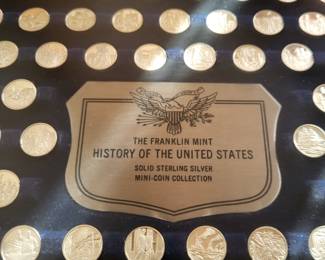 THE FRANKLIN MINT
HISTORY OF THE UNITED STATES
SOLID STERLING SILVER
MINI-COIN COLLECTION